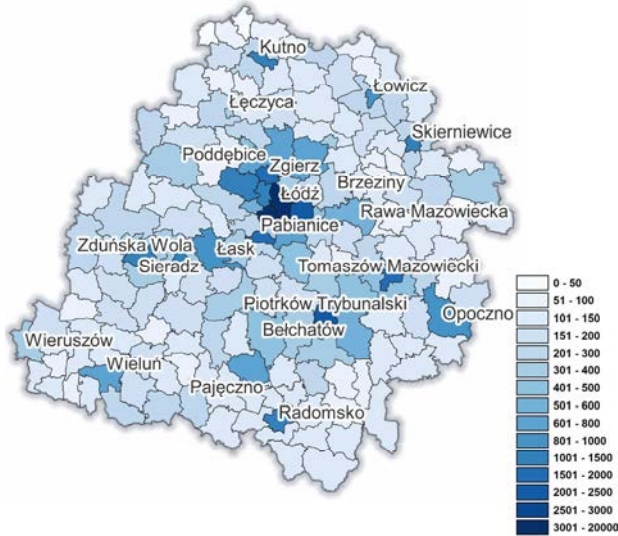 Kutno
Łowicz
Łęczyca
Skierniewice
Poddębice
Zgierz
Łódź
Brzeziny
Rawa Mazowiecka
Pabianice
Zduńska Wola
Łask
Sieradz
Tomaszów Mazowiecki
Piotrków Trybunalski
Opoczno
Bełchatów
Wieruszów
Wieluń
Pajęczno
Radomsko
0 - 50
51 - 100
101 - 150
151 - 200
201 - 300
301 - 400
401 - 500
501 - 600
601 - 800
801 - 1000
1001 - 1500
1501 - 2000
2001 - 2500
2501 - 3000
3001 - 20000